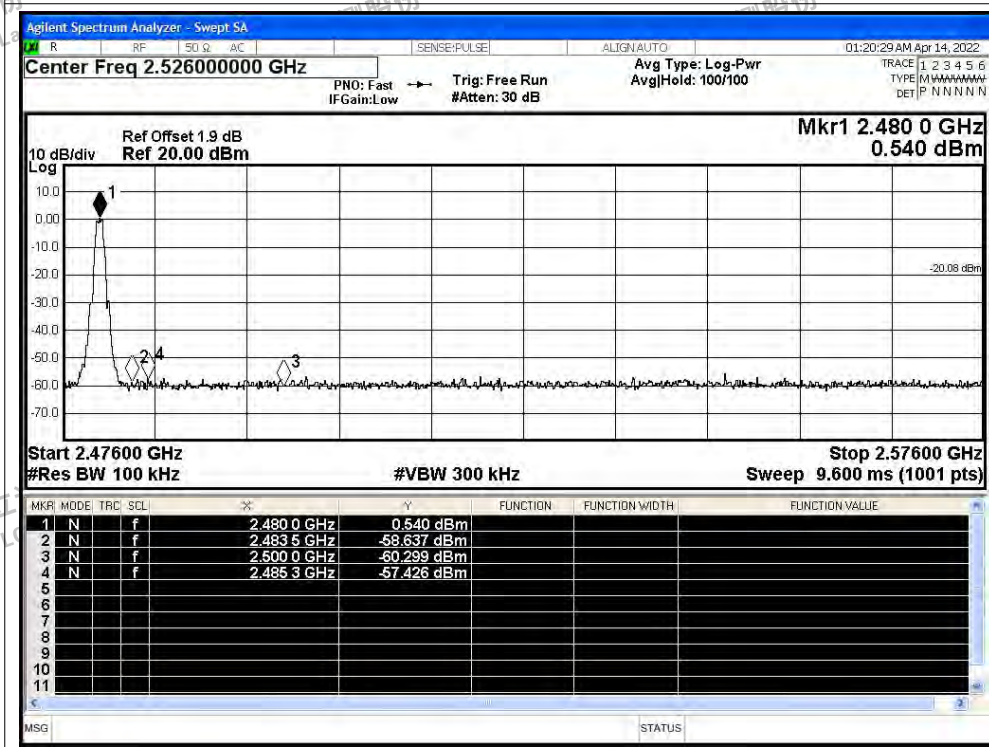 Agilent Spectrum Analyzer - Swept SA
R RF 50 Ω AC SENSE:PULSE ALIGN AUTO 01:20:29 AM Apr 14, 2022
Center Freq 2.526000000 GHz
PNO: Fast Trig: Free Run Avg Type: Log-Pwr TRACE 1 2 3 4 5 6
IFGain:Low #Atten: 30 dB Avg|Hold: 100/100 TYPE M
DET P N N N N N
Ref Offset 1.9 dB Mkr1 2.480 0 GHz
10 dB/div Ref 20.00 dBm 0.540 dBm
Log
10.0
1
0.00
-10.0
-20.0 -20.08 dBm
-30.0
-40.0
-50.0
2 4 3
-60.0
-70.0
Start 2.47600 GHz Stop 2.57600 GHz
#Res BW 100 kHz #VBW 300 kHz Sweep 9.600 ms (1001 pts)
MKR MODE TRC SCL X Y FUNCTION FUNCTION WIDTH FUNCTION VALUE
1 N f 2.480 0 GHz 0.540 dBm
2 N f 2.483 5 GHz -58.637 dBm
3 N f 2.500 0 GHz -60.299 dBm
4 N f 2.485 3 GHz -57.426 dBm
5
6
7
8
9
10
11
MSG STATUS